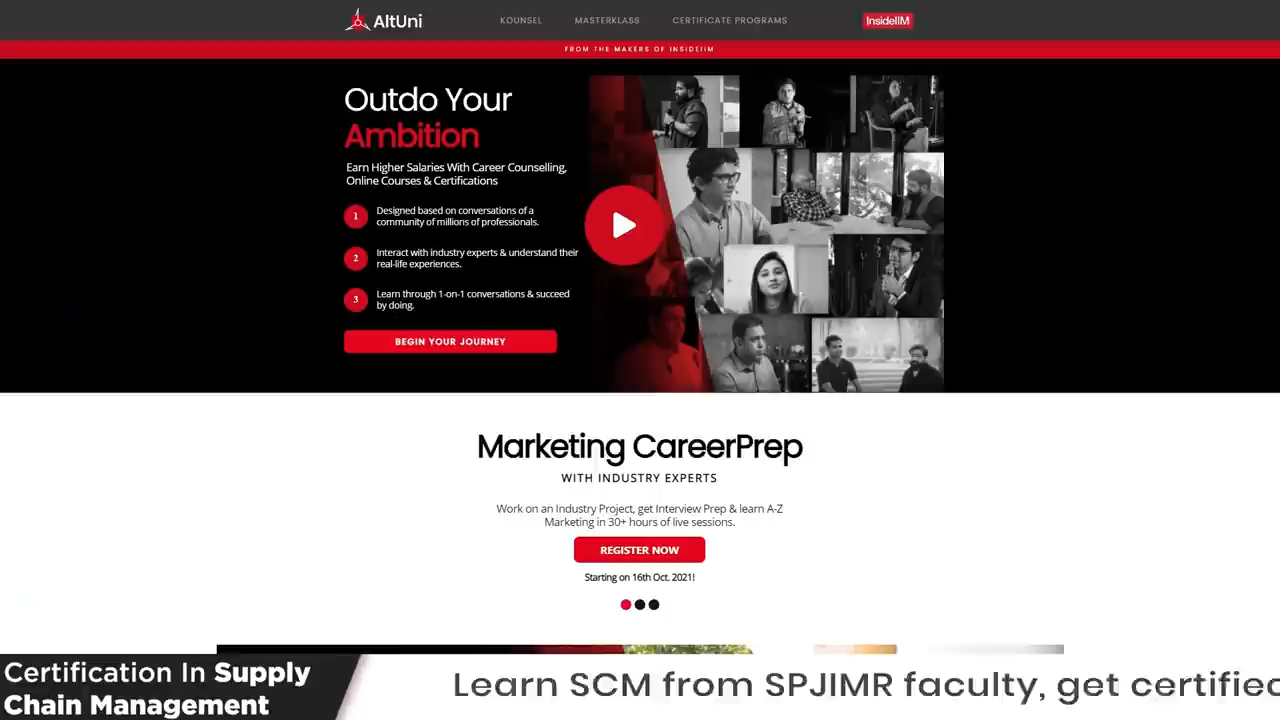 AltUni
KOUNSEL
MASTERKLASS
CERTIFICATE PROGRAMS
InsideIIM
FROM THE MAKERS OF INSIDEIIM
Outdo Your
Ambition
Earn Higher Salaries With Career Counselling,
Online Courses & Certifications
1
Designed based on conversations of a
community of millions of professionals.
2
Interact with industry experts & understand their
real-life experiences.
3
Learn through 1-on-1 conversations & succeed
by doing.
BEGIN YOUR JOURNEY
Marketing CareerPrep
WITH INDUSTRY EXPERTS
Work on an Industry Project, get Interview Prep & learn A-Z
Marketing in 30+ hours of live sessions.
REGISTER NOW
Starting on 16th Oct. 2021!
Certification In Supply
Chain Management
Learn SCM from SPJIMR faculty, get certified